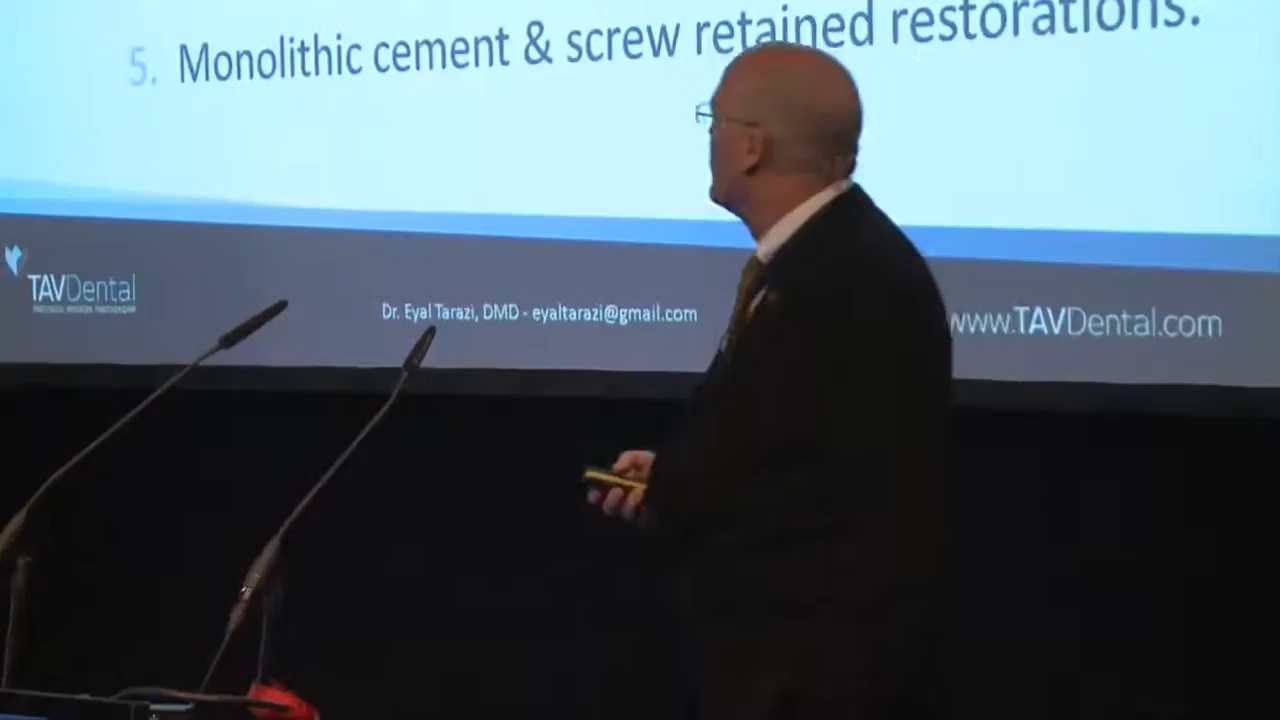 5. Monolithic cement & screw retained restorations.
TAVDental
Dr. Eyal Tarazi, DMD - eyaltarazi@gmail.com
www.TAVDental.com